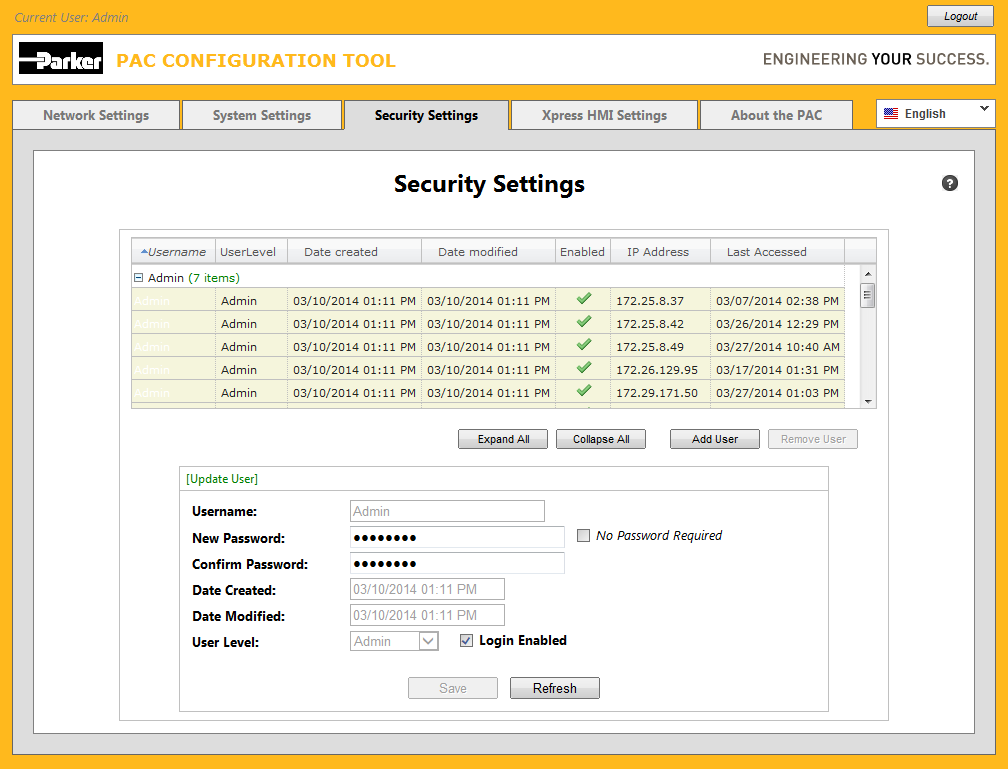 Current User: Admin
Logout
Parker
PAC CONFIGURATION TOOL
ENGINEERING YOUR SUCCESS.
Network Settings
System Settings
Security Settings
Xpress HMI Settings
About the PAC
English
Security Settings
?
Username UserLevel Date created Date modified Enabled IP Address Last Accessed
Admin (7 items)
Admin Admin 03/10/2014 01:11 PM 03/10/2014 01:11 PM 172.25.8.37 03/07/2014 02:38 PM
Admin Admin 03/10/2014 01:11 PM 03/10/2014 01:11 PM 172.25.8.42 03/26/2014 12:29 PM
Admin Admin 03/10/2014 01:11 PM 03/10/2014 01:11 PM 172.25.8.49 03/27/2014 10:40 AM
Admin Admin 03/10/2014 01:11 PM 03/10/2014 01:11 PM 172.26.129.95 03/17/2014 01:31 PM
Admin Admin 03/10/2014 01:11 PM 03/10/2014 01:11 PM 172.29.171.50 03/27/2014 01:03 PM
Expand All
Collapse All
Add User
Remove User
[Update User]
Username: Admin
New Password: ●●●●●●●● No Password Required
Confirm Password: ●●●●●●●●
Date Created: 03/10/2014 01:11 PM
Date Modified: 03/10/2014 01:11 PM
User Level: Admin Login Enabled
Save
Refresh